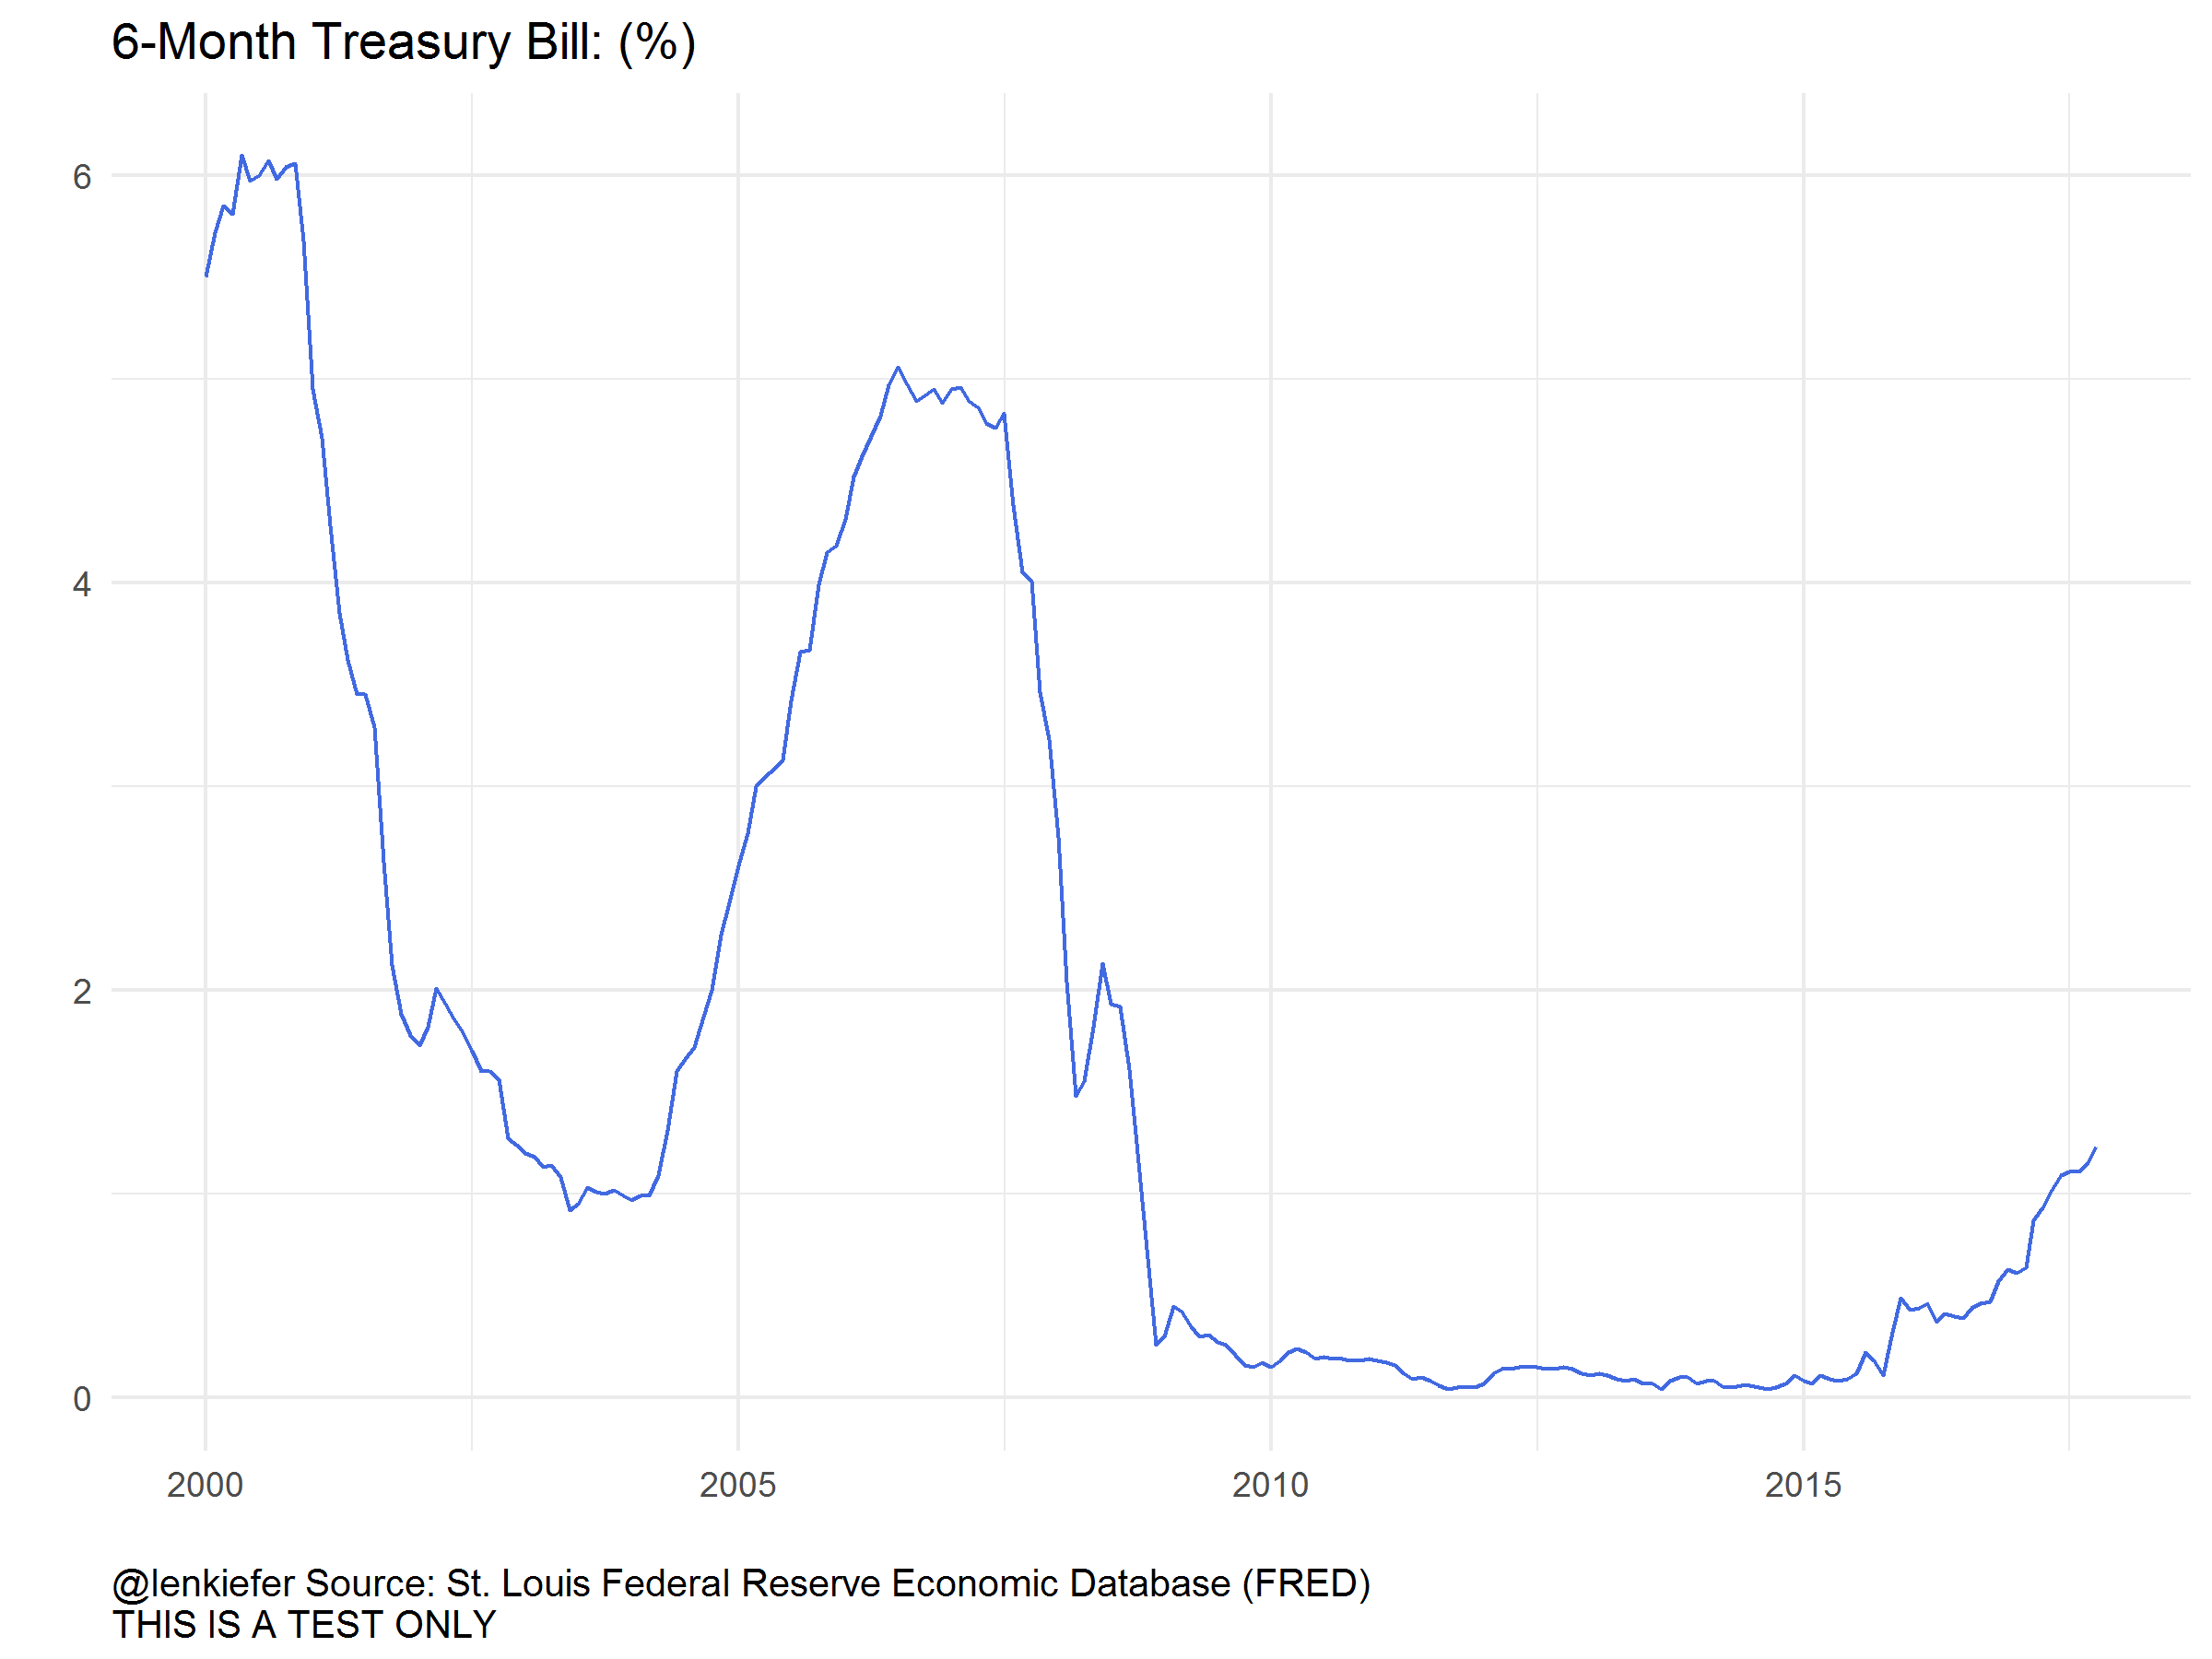 6-Month Treasury Bill: (%)
6
4
2
0
2000 2005 2010 2015
@lenkiefer Source: St. Louis Federal Reserve Economic Database (FRED)
THIS IS A TEST ONLY